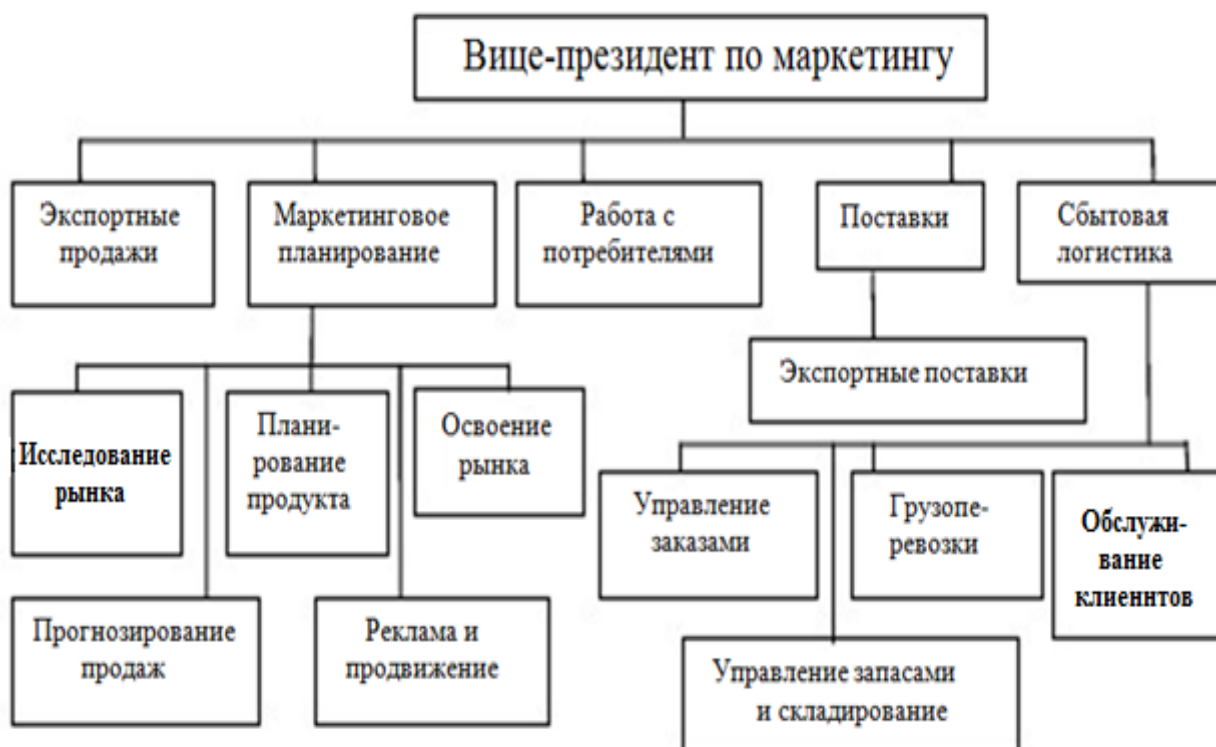 Вице-президент по маркетингу
Экспортные
продажи
Маркетинговое
планирование
Работа с
потребителями
Поставки
Сбытовая
логистика
Экспортные поставки
Исследование
рынка
Плани-
рование
продукта
Освоение
рынка
Управление
заказами
Грузопе-
ревозки
Обслужи-
вание
клиеннтов
Прогнозирование
продаж
Реклама и
продвижение
Управление запасами
и складирование